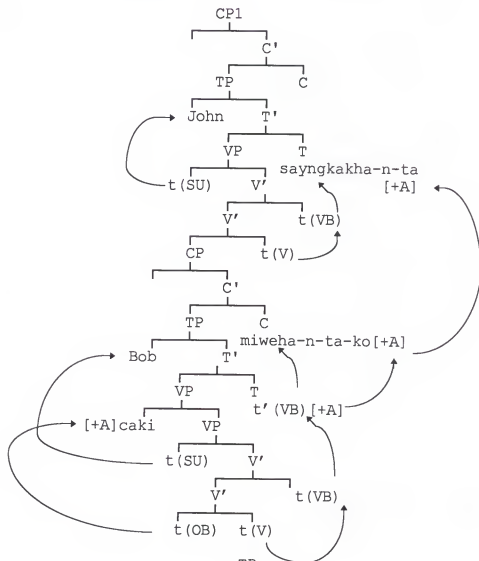 CP1
C'
TP C
John T'
VP T
sayngkakha-n-ta
t(SU) V' [+A]
V' t(VB)
CP t(V)
C'
TP C
miweha-n-ta-ko[+A]
Bob T'
VP T
t'(VB)[+A]
[+A]caki VP
t(SU) V'
V' t(VB)
t(OB) t(V)